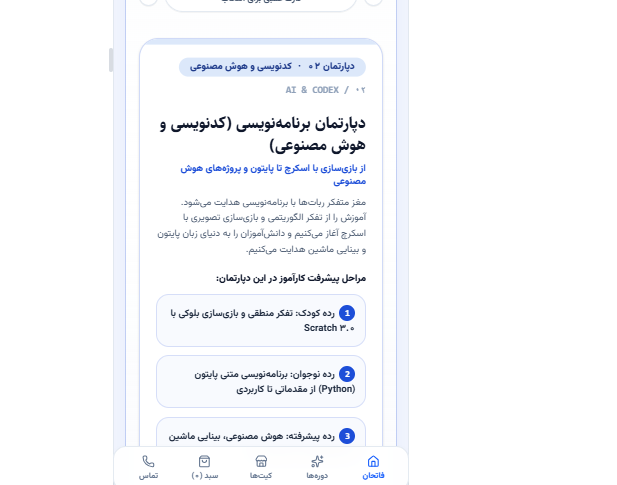 دپارتمان ۰۲ · کدنویسی و هوش مصنوعی
۰۲ / AI & CODEX
دپارتمان برنامه‌نویسی (کدنویسی و
هوش مصنوعی)
از بازی‌سازی با اسکرچ تا پایتون و پروژه‌های هوش
مصنوعی
مغز متفکر ربات‌ها با برنامه‌نویسی هدایت می‌شود.
آموزش را از تفکر الگوریتمی و بازی‌سازی تصویری با
اسکرچ آغاز می‌کنیم و دانش‌آموزان را به دنیای زبان پایتون
و بینایی ماشین هدایت می‌کنیم.
مراحل پیشرفت کارآموز در این دپارتمان:
1 رده کودک: تفکر منطقی و بازی‌سازی بلوکی با
Scratch ۳.۰
2 رده نوجوان: برنامه‌نویسی متنی پایتون
(Python) از مقدماتی تا کاربردی
3 رده پیشرفته: هوش مصنوعی، بینایی ماشین
فاتحان
دوره‌ها
کیت‌ها
سبد (۰)
تماس